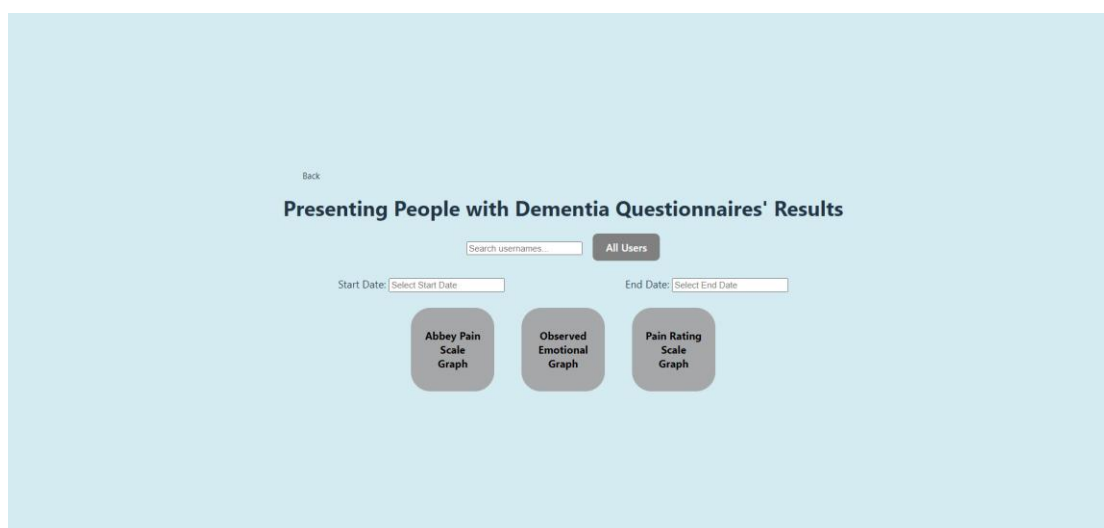 Back
Presenting People with Dementia Questionnaires' Results
Search usernames... All Users
Start Date: Select Start Date End Date: Select End Date
Abbey Pain
Scale
Graph
Observed
Emotional
Graph
Pain Rating
Scale
Graph